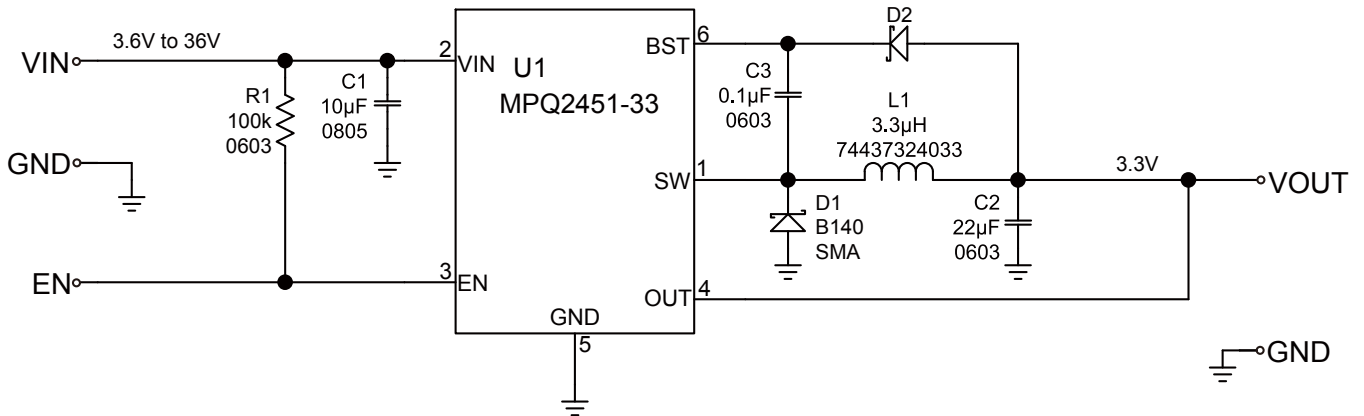 VIN
3.6V to 36V
R1
100k
0603
C1
10µF
0805
GND
EN
2
VIN
U1
MPQ2451-33
3
EN
GND
5
BST
6
SW
1
OUT
4
C3
0.1µF
0603
D2
L1
3.3µH
74437324033
D1
B140
SMA
C2
22µF
0603
3.3V
VOUT
GND